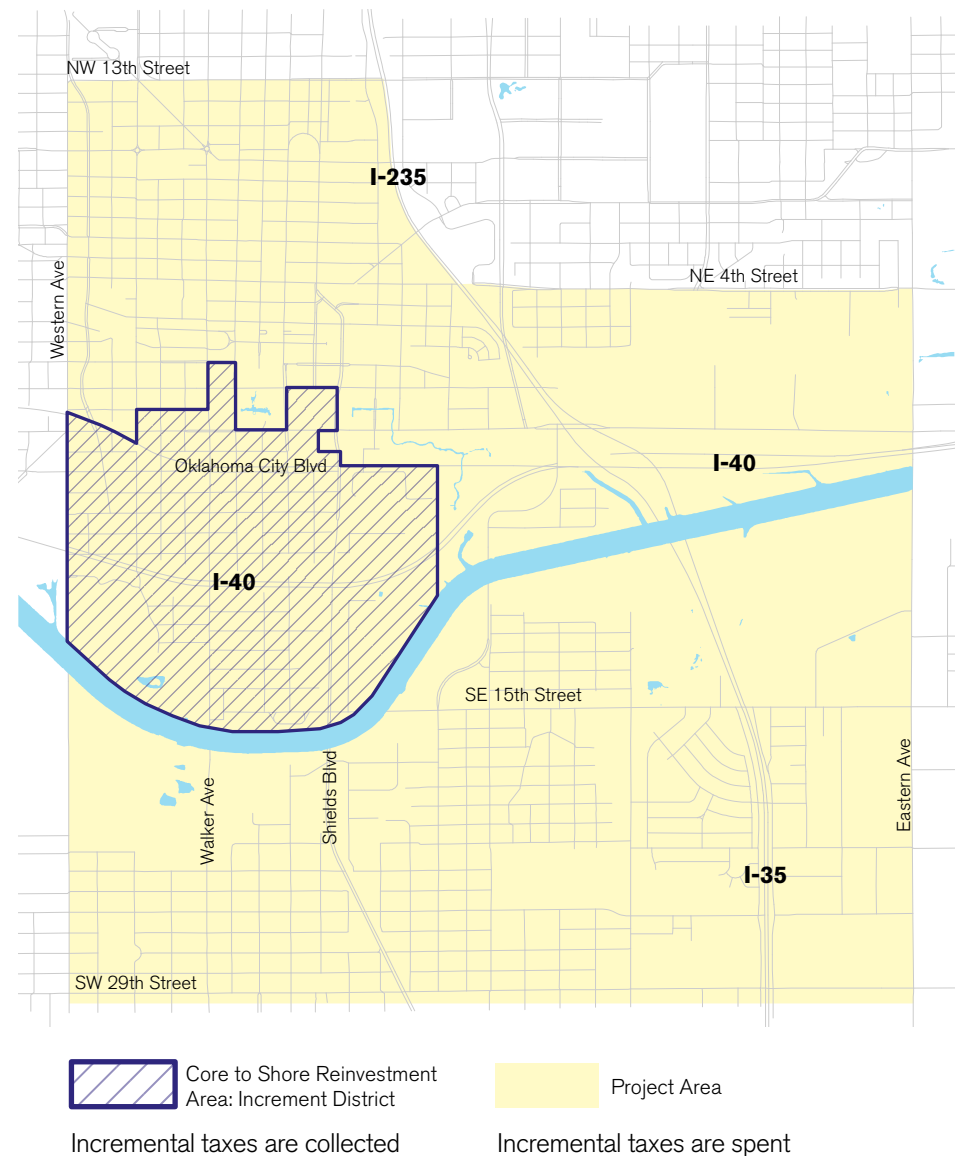 NW 13th Street
I-235
Western Ave
NE 4th Street
Oklahoma City Blvd
I-40
I-40
SE 15th Street
Walker Ave
Shields Blvd
Eastern Ave
I-35
SW 29th Street
Core to Shore Reinvestment
Area: Increment District
Project Area
Incremental taxes are collected
Incremental taxes are spent